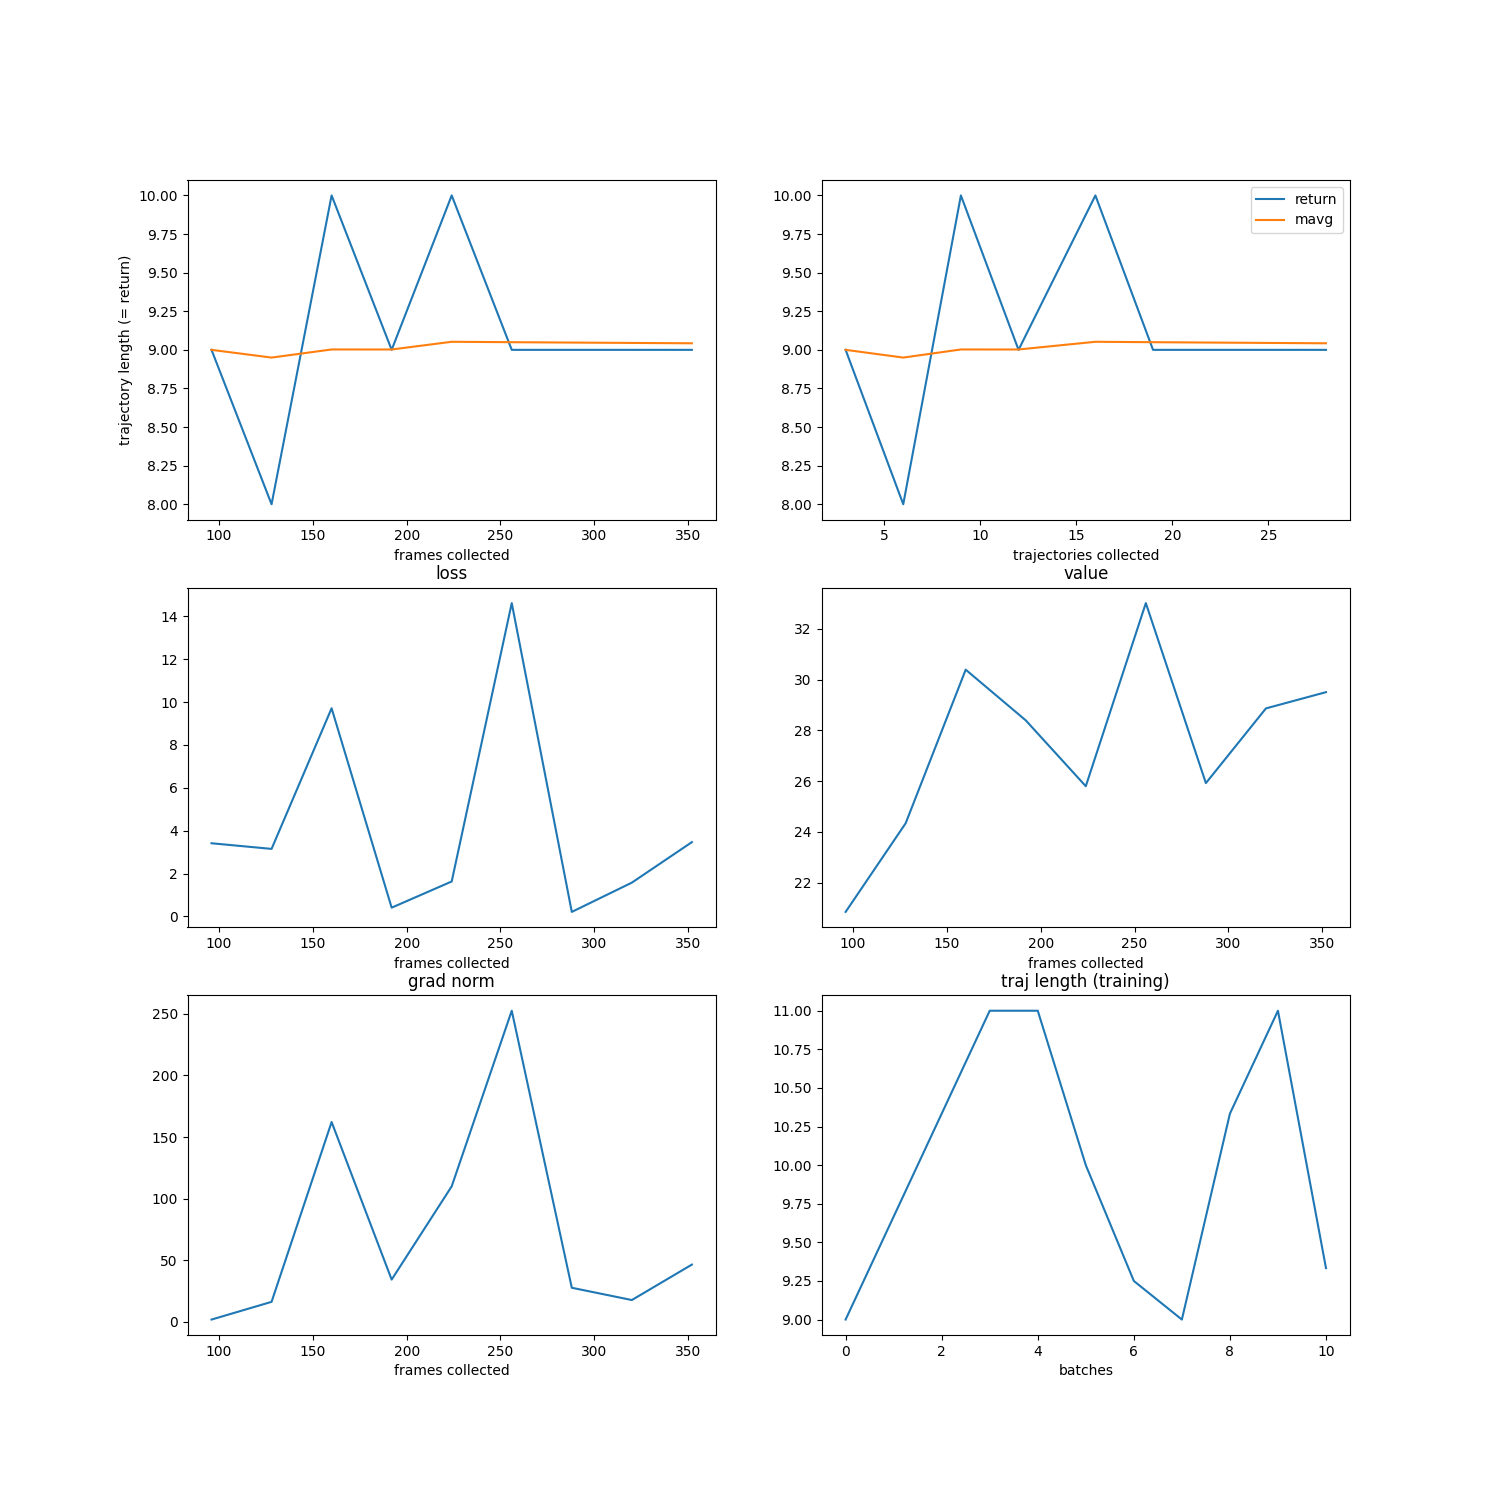 10.00
9.75
9.50
9.25
9.00
8.75
8.50
8.25
8.00
trajectory length (= return)
100 150 200 250 300 350
frames collected
10.00
9.75
9.50
9.25
9.00
8.75
8.50
8.25
8.00
return
mavg
5 10 15 20 25
trajectories collected
loss
14
12
10
8
6
4
2
0
100 150 200 250 300 350
frames collected
value
32
30
28
26
24
22
100 150 200 250 300 350
frames collected
grad norm
250
200
150
100
50
0
100 150 200 250 300 350
frames collected
traj length (training)
11.00
10.75
10.50
10.25
10.00
9.75
9.50
9.25
9.00
0 2 4 6 8 10
batches